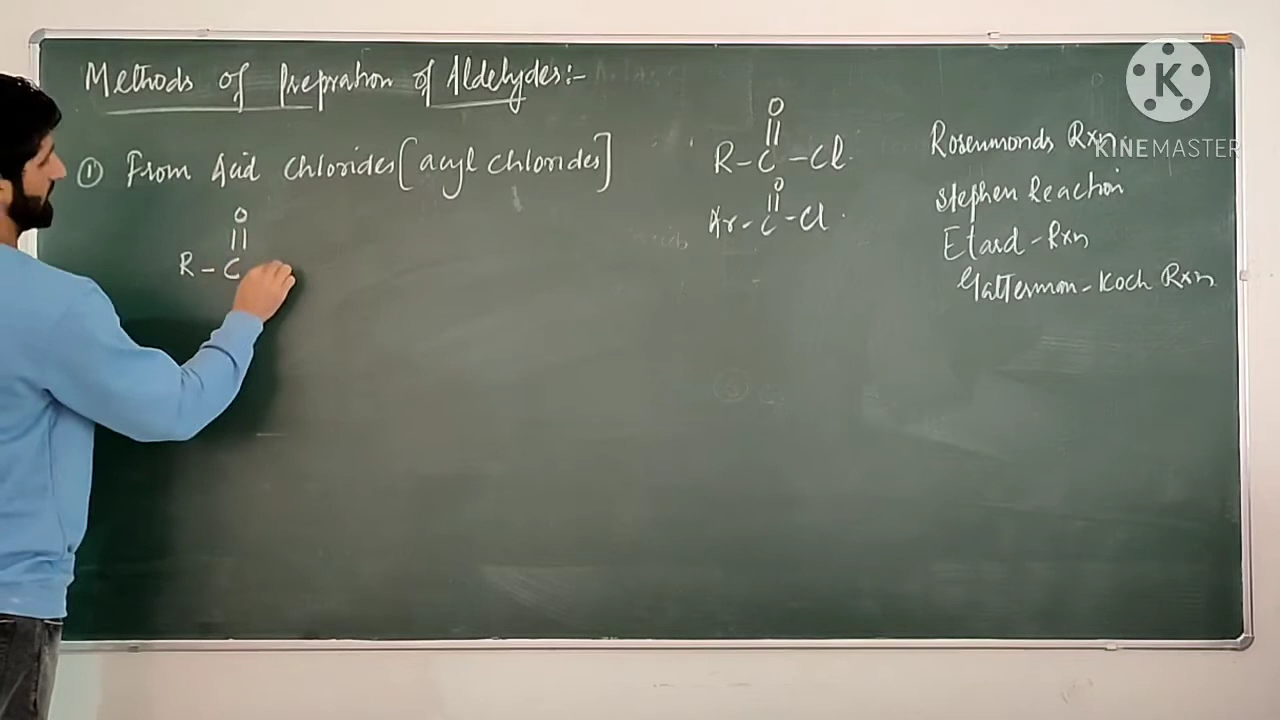 Methods of Prepration of Aldehydes:-
① From Acid Chlorides [acyl chlorides]
O
||
R-C
O
||
R-C-Cl.
O
||
Ar-C-Cl.
Rosenmonds Rxn.
Stephen Reaction
Etard-Rxn
Gattermon-Koch Rxn
K
KINEMASTER